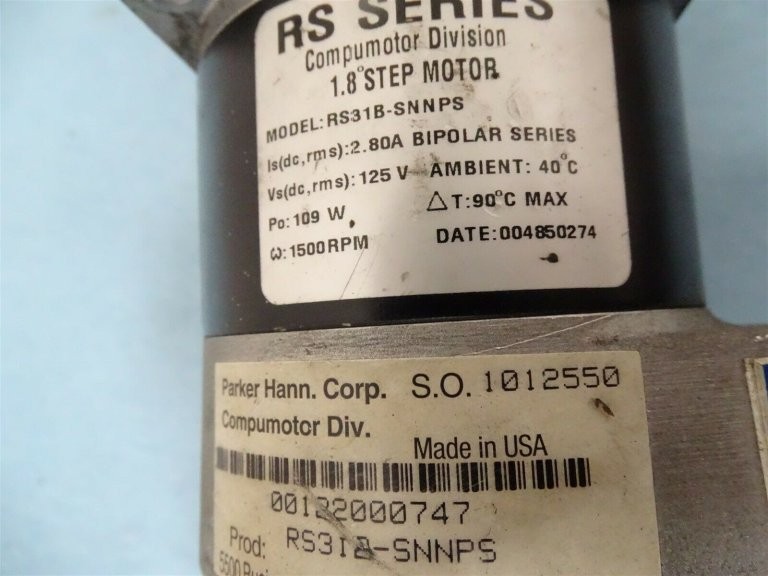 RS SERIES
Compumotor Division
1.8° STEP MOTOR
MODEL: RS31B-SNNPS
Is(dc,rms): 2.80A BIPOLAR SERIES
Vs(dc,rms): 125 V AMBIENT: 40°C
Po: 109 W △T: 90°C MAX
ω: 1500RPM DATE: 004850274
Parker Hann. Corp. S.O. 1012550
Compumotor Div.
Made in USA
00122000747
Prod: RS31B-SNNPS
5500